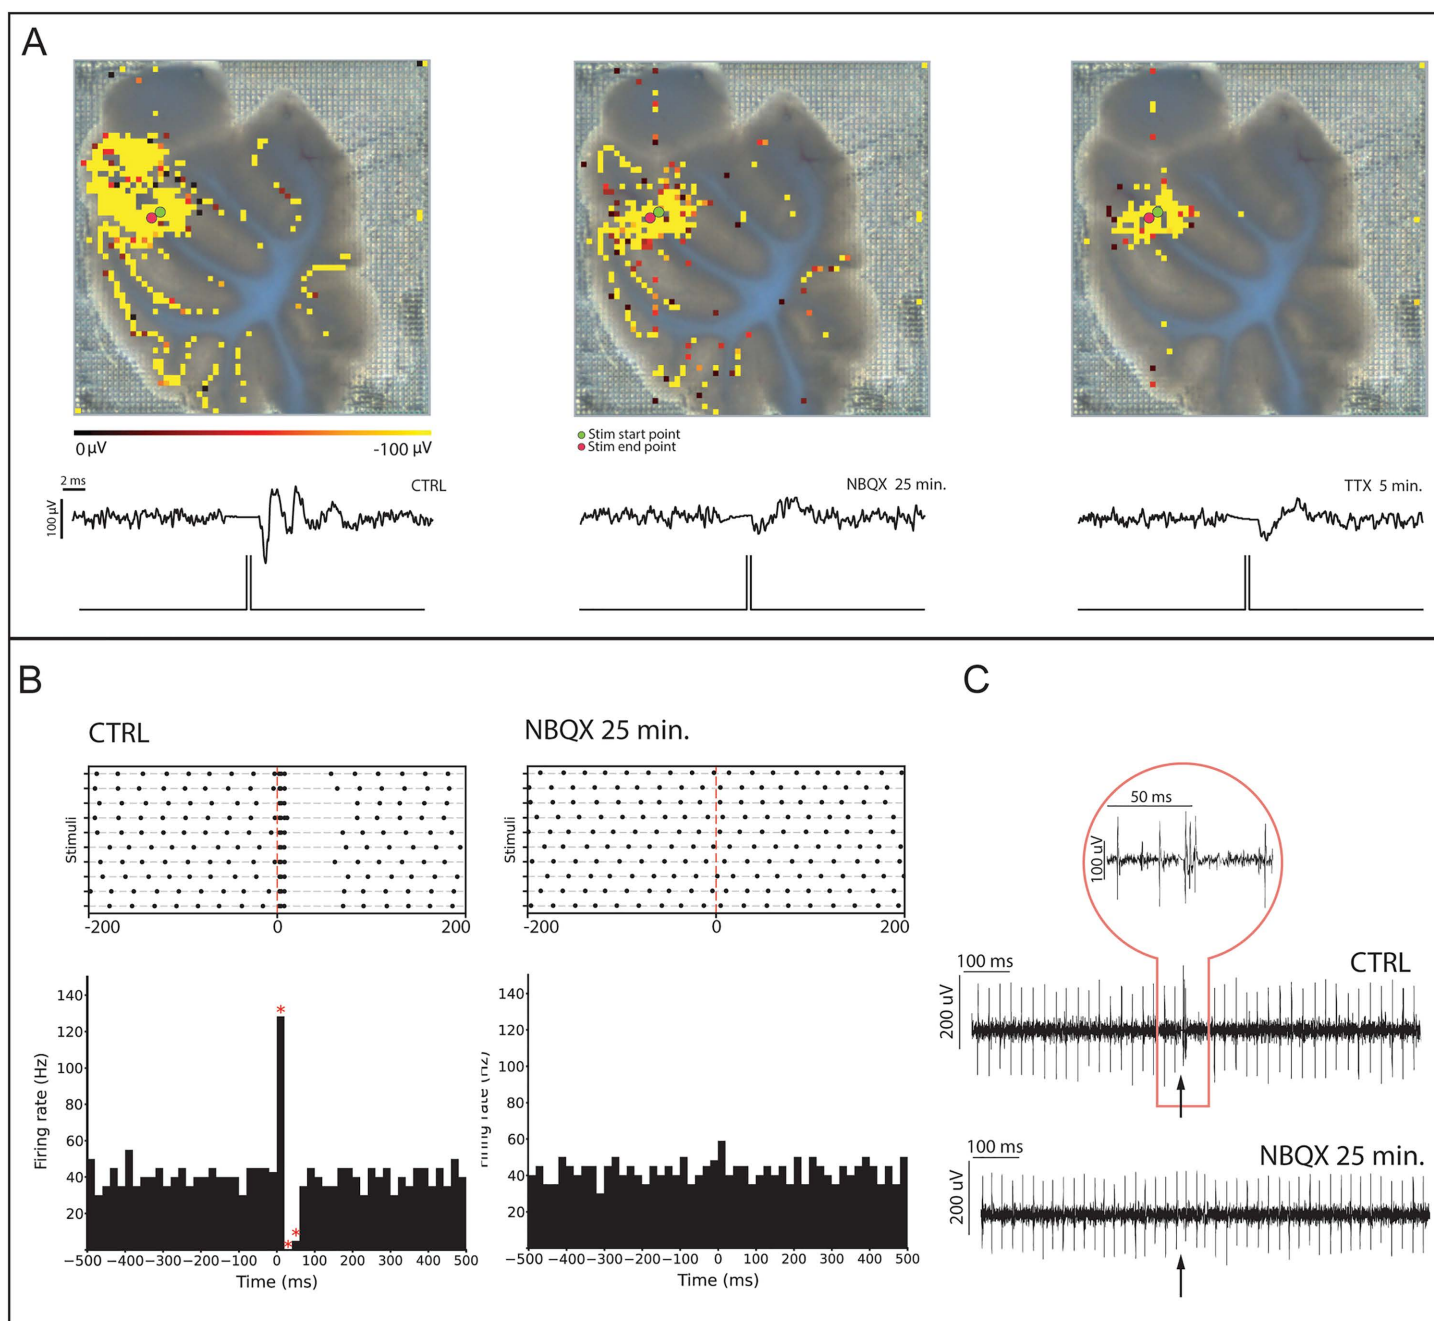 A
0 µV
-100 µV
Stim start point
Stim end point
2 ms
100 µV
CTRL
NBQX 25 min.
TTX 5 min.
B
C
CTRL
NBQX 25 min.
Stimuli
-200 0 200
Stimuli
-200 0 200
50 ms
100 uV
100 ms
CTRL
200 uV
100 ms
NBQX 25 min.
200 uV
Firing rate (Hz)
140
120
100
80
60
40
20
*
*
*
−500 −400 −300 −200 −100 0 100 200 300 400 500
Time (ms)
140
120
100
80
60
40
20
−500 −400 −300 −200 −100 0 100 200 300 400 500
Time (ms)